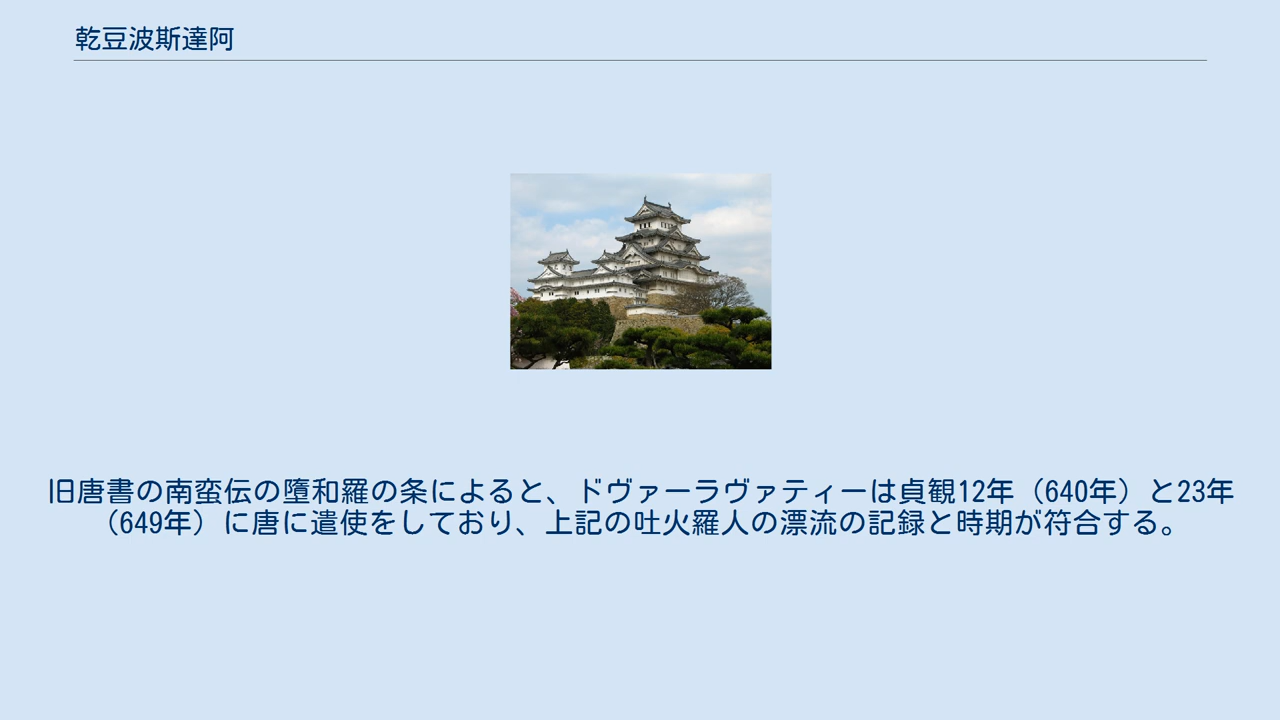 乾豆波斯達阿
旧唐書の南蛮伝の墮和羅の条によると、ドヴァーラヴァティーは貞観12年（640年）と23年
（649年）に唐に遣使をしており、上記の吐火羅人の漂流の記録と時期が符合する。